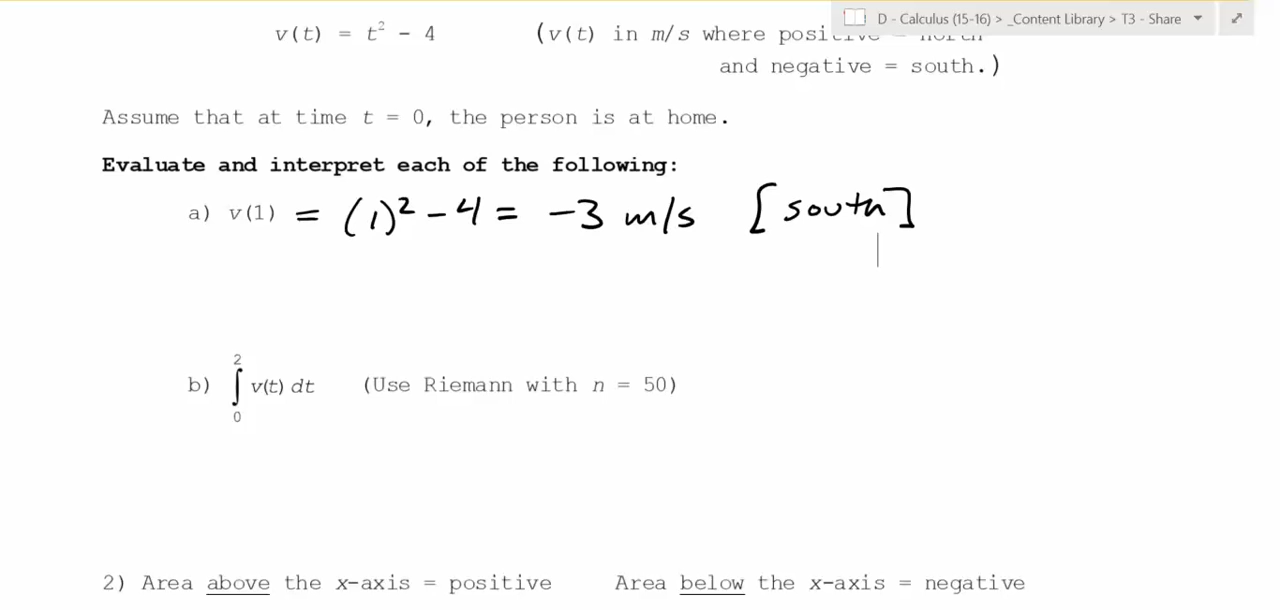 D - Calculus (15-16) > _Content Library > T3 - Share
v(t) = t² - 4 (v(t) in m/s where positive = north
and negative = south.)
Assume that at time t = 0, the person is at home.
Evaluate and interpret each of the following:
a) v(1) = (1)² - 4 = -3 m/s [south]
b) ∫₀² v(t) dt (Use Riemann with n = 50)
2) Area above the x-axis = positive Area below the x-axis = negative